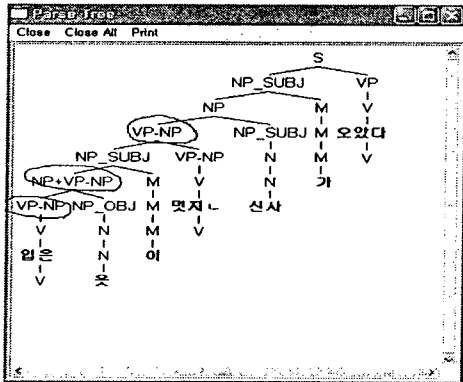 Parse Tree
Close Close All Print
S
NP_SUBJ VP
NP M V
VP-NP NP_SUBJ M 오았다
NP_SUBJ VP-NP N M V
NP+VP-NP M V N 가
VP-NP NP_OBJ M 멋지ㄴ 신사
V N M V
입은 N 이
V 옷